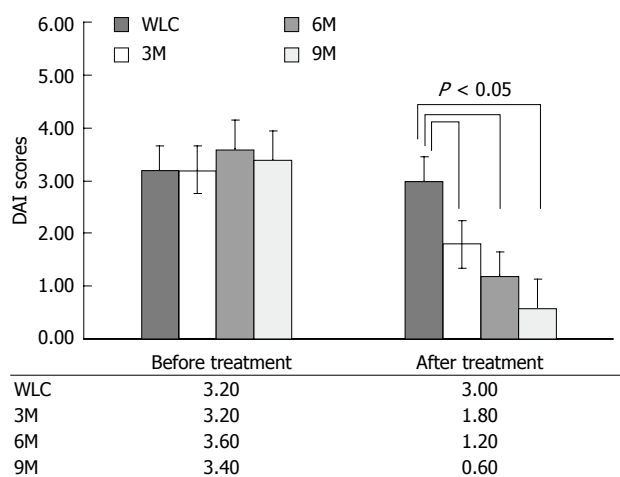 6.00
5.00
4.00
3.00
2.00
1.00
0.00
DAI scores
WLC 6M
3M 9M
P < 0.05
Before treatment After treatment
WLC 3.20 3.00
3M 3.20 1.80
6M 3.60 1.20
9M 3.40 0.60